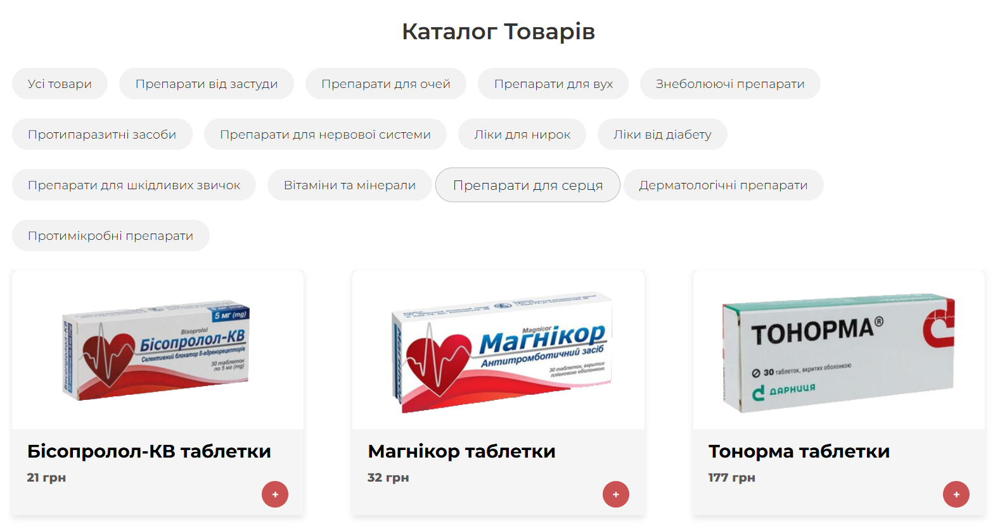 Каталог Товарів
Усі товари
Препарати від застуди
Препарати для очей
Препарати для вух
Знеболюючі препарати
Протипаразитні засоби
Препарати для нервової системи
Ліки для нирок
Ліки від діабету
Препарати для шкідливих звичок
Вітаміни та мінерали
Препарати для серця
Дерматологічні препарати
Протимікробні препарати
5 мг (mg)
Bisoprolol
Бісопролол-КВ
Селективний блокатор β-адренорецепторів
30 таблеток
по 5 мг (mg)
Magnicor
Магнікор
Антитромботичний засіб
30 таблеток, вкритих
плівковою оболонкою
ТОНОРМА®
30 таблеток, вкритих оболонкою
ДАРНИЦЯ
Бісопролол-КВ таблетки
21 грн
+
Магнікор таблетки
32 грн
+
Тонорма таблетки
177 грн
+